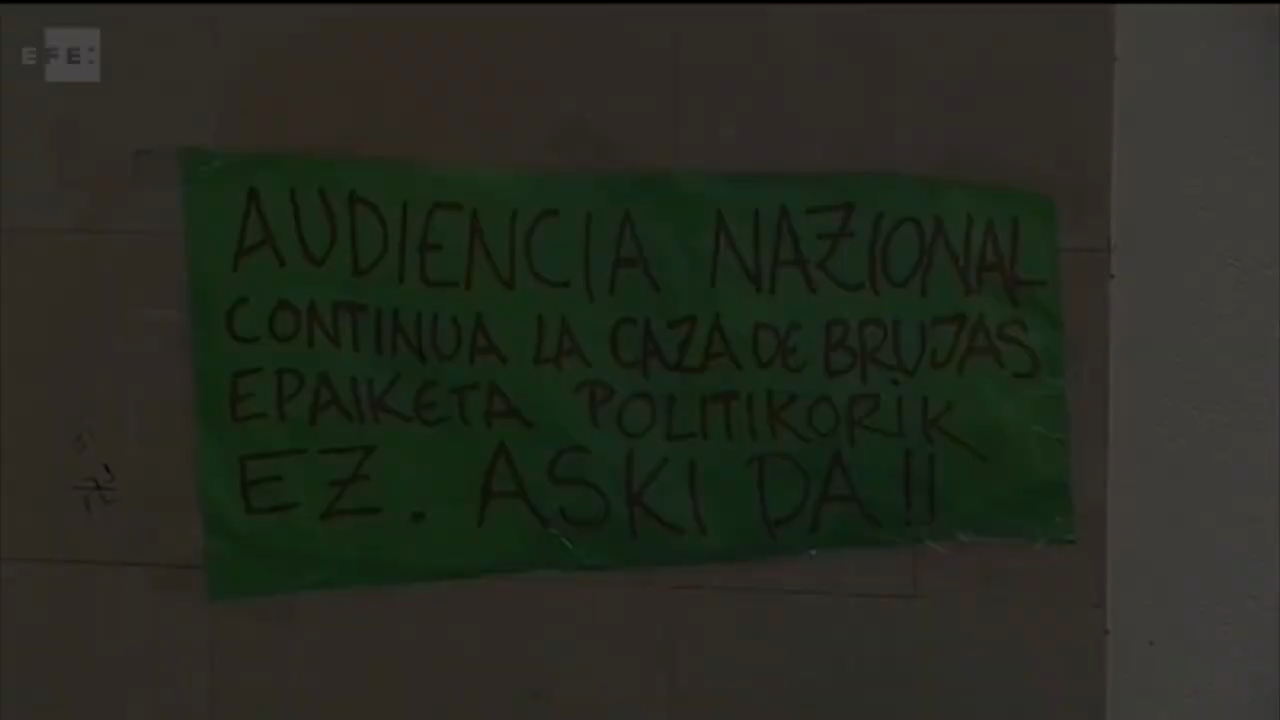 EFE:
AUDIENCIA NAZIONAL
CONTINUA LA CAZA DE BRUJAS
EPAIKETA POLITIKORIK
EZ. ASKI DA!!